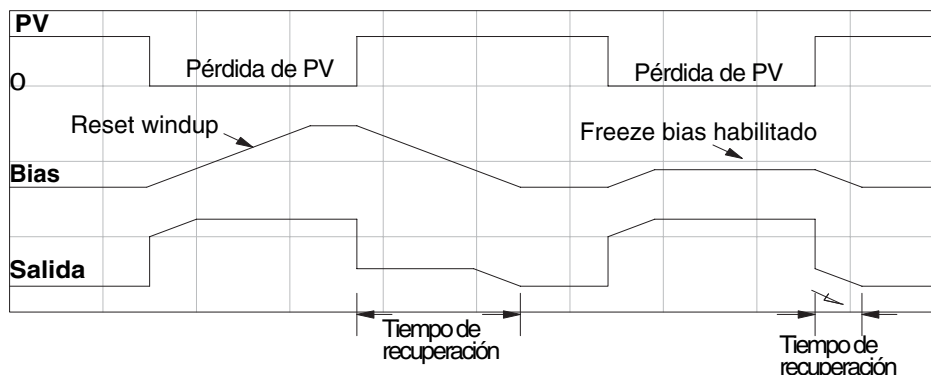 PV
O
Pérdida de PV
Pérdida de PV
Reset windup
Freeze bias habilitado
Bias
Salida
Tiempo de
recuperación
Tiempo de
recuperación